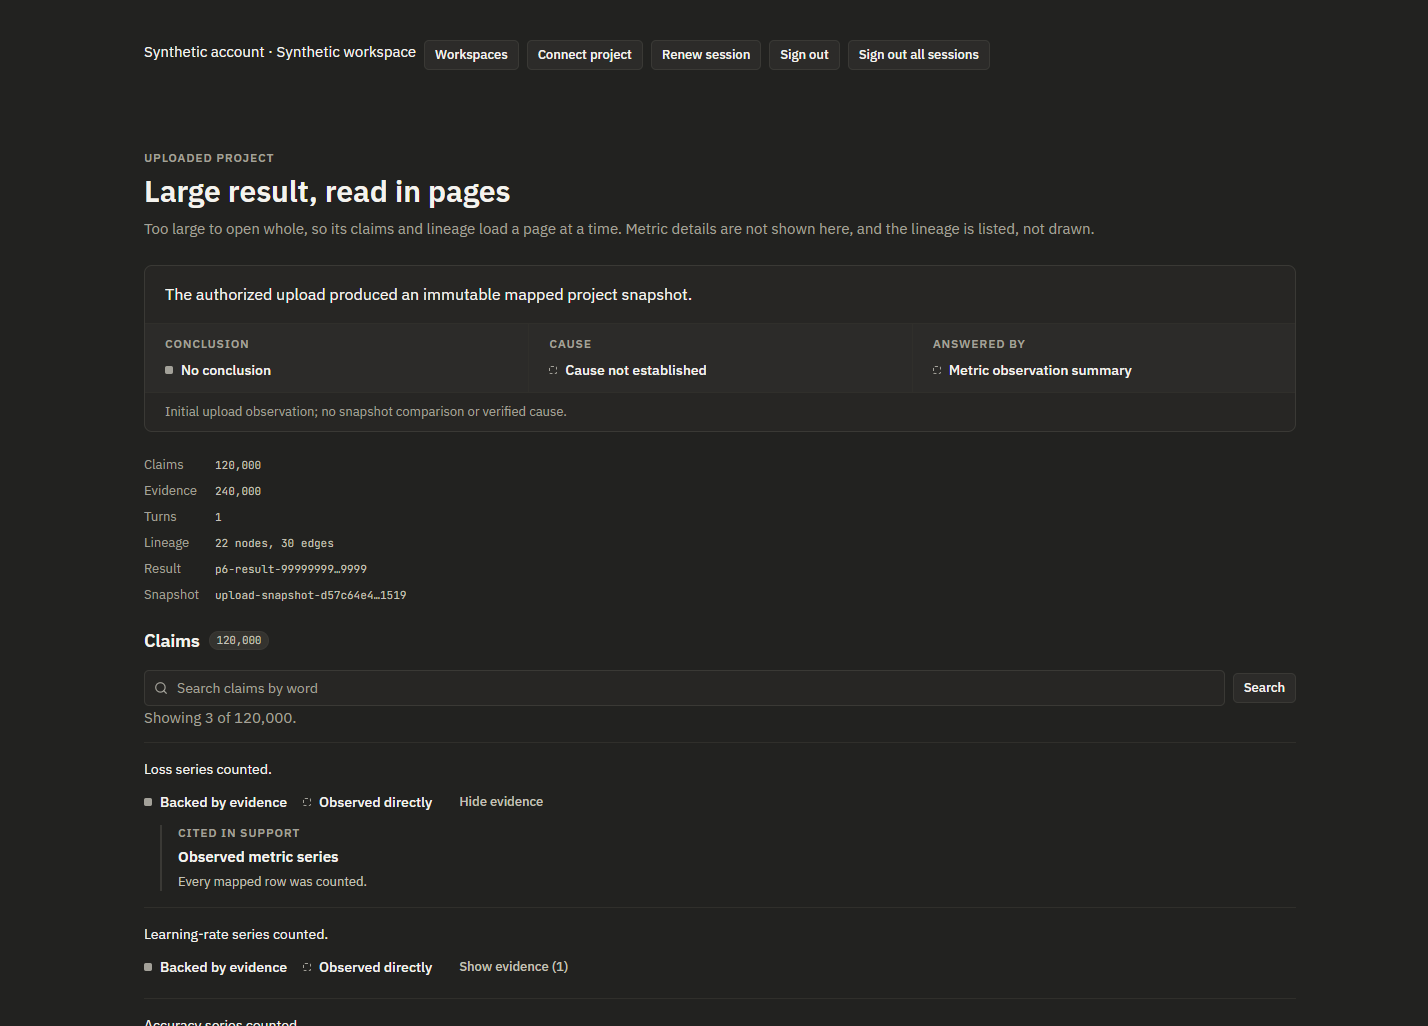 Synthetic account · Synthetic workspace Workspaces Connect project Renew session Sign out Sign out all sessions
UPLOADED PROJECT
Large result, read in pages
Too large to open whole, so its claims and lineage load a page at a time. Metric details are not shown here, and the lineage is listed, not drawn.
The authorized upload produced an immutable mapped project snapshot.
CONCLUSION CAUSE ANSWERED BY
No conclusion Cause not established Metric observation summary
Initial upload observation; no snapshot comparison or verified cause.
Claims 120,000
Evidence 240,000
Turns 1
Lineage 22 nodes, 30 edges
Result p6-result-99999999…9999
Snapshot upload-snapshot-d57c64e4…1519
Claims 120,000
Search claims by word Search
Showing 3 of 120,000.
Loss series counted.
Backed by evidence Observed directly Hide evidence
CITED IN SUPPORT
Observed metric series
Every mapped row was counted.
Learning-rate series counted.
Backed by evidence Observed directly Show evidence (1)
Accuracy series counted.